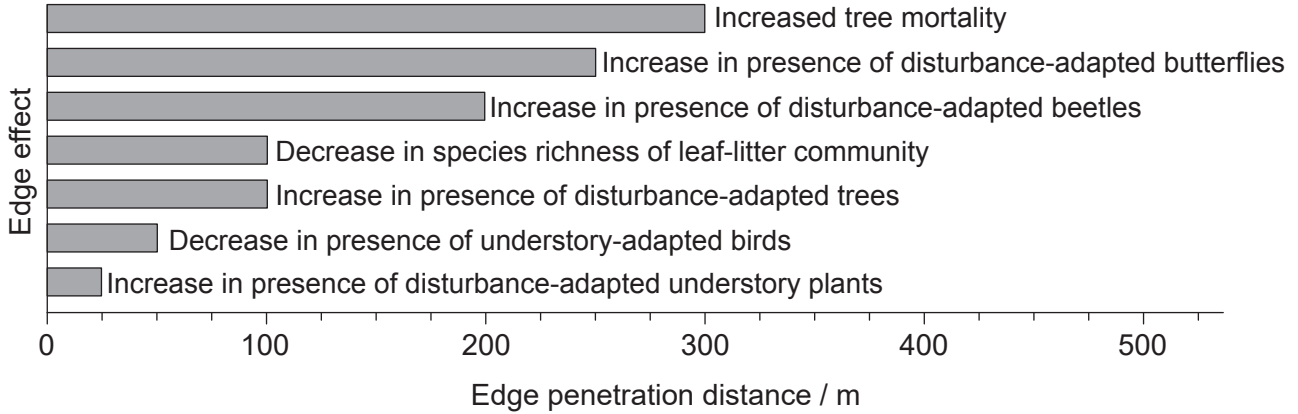 Increased tree mortality
Increase in presence of disturbance-adapted butterflies
Increase in presence of disturbance-adapted beetles
Decrease in species richness of leaf-litter community
Increase in presence of disturbance-adapted trees
Decrease in presence of understory-adapted birds
Increase in presence of disturbance-adapted understory plants
Edge effect
0 100 200 300 400 500
Edge penetration distance / m